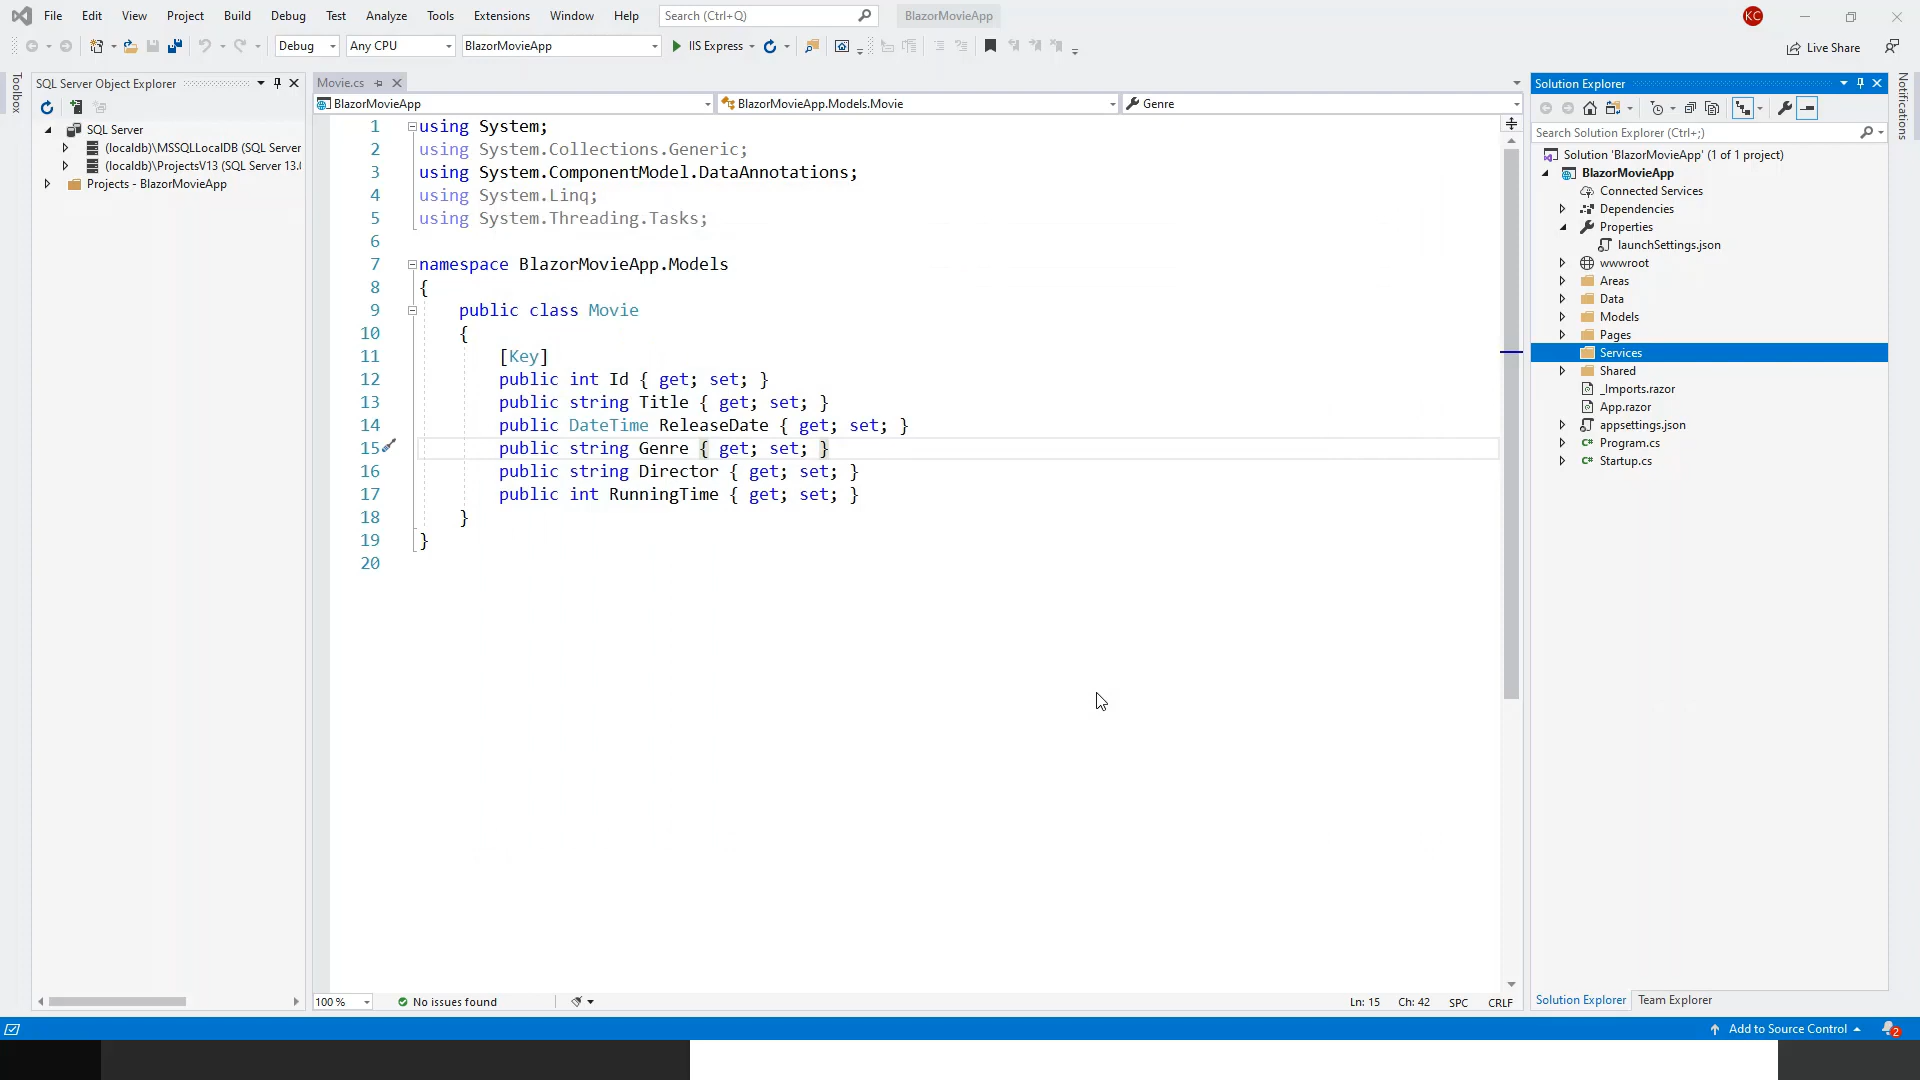 File Edit View Project Build Debug Test Analyze Tools Extensions Window Help Search (Ctrl+Q) BlazorMovieApp KC
Debug Any CPU BlazorMovieApp IIS Express Live Share
Toolbox
SQL Server Object Explorer
SQL Server
(localdb)\MSSQLLocalDB (SQL Server
(localdb)\ProjectsV13 (SQL Server 13.0
Projects - BlazorMovieApp
Movie.cs
BlazorMovieApp BlazorMovieApp.Models.Movie Genre
1 using System;
2 using System.Collections.Generic;
3 using System.ComponentModel.DataAnnotations;
4 using System.Linq;
5 using System.Threading.Tasks;
6
7 namespace BlazorMovieApp.Models
8 {
9 public class Movie
10 {
11 [Key]
12 public int Id { get; set; }
13 public string Title { get; set; }
14 public DateTime ReleaseDate { get; set; }
15 public string Genre { get; set; }
16 public string Director { get; set; }
17 public int RunningTime { get; set; }
18 }
19 }
20
100 % No issues found Ln: 15 Ch: 42 SPC CRLF
Solution Explorer
Search Solution Explorer (Ctrl+;)
Solution 'BlazorMovieApp' (1 of 1 project)
BlazorMovieApp
Connected Services
Dependencies
Properties
launchSettings.json
wwwroot
Areas
Data
Models
Pages
Services
Shared
_Imports.razor
App.razor
appsettings.json
C# Program.cs
C# Startup.cs
Solution Explorer Team Explorer
Notifications
Add to Source Control 2